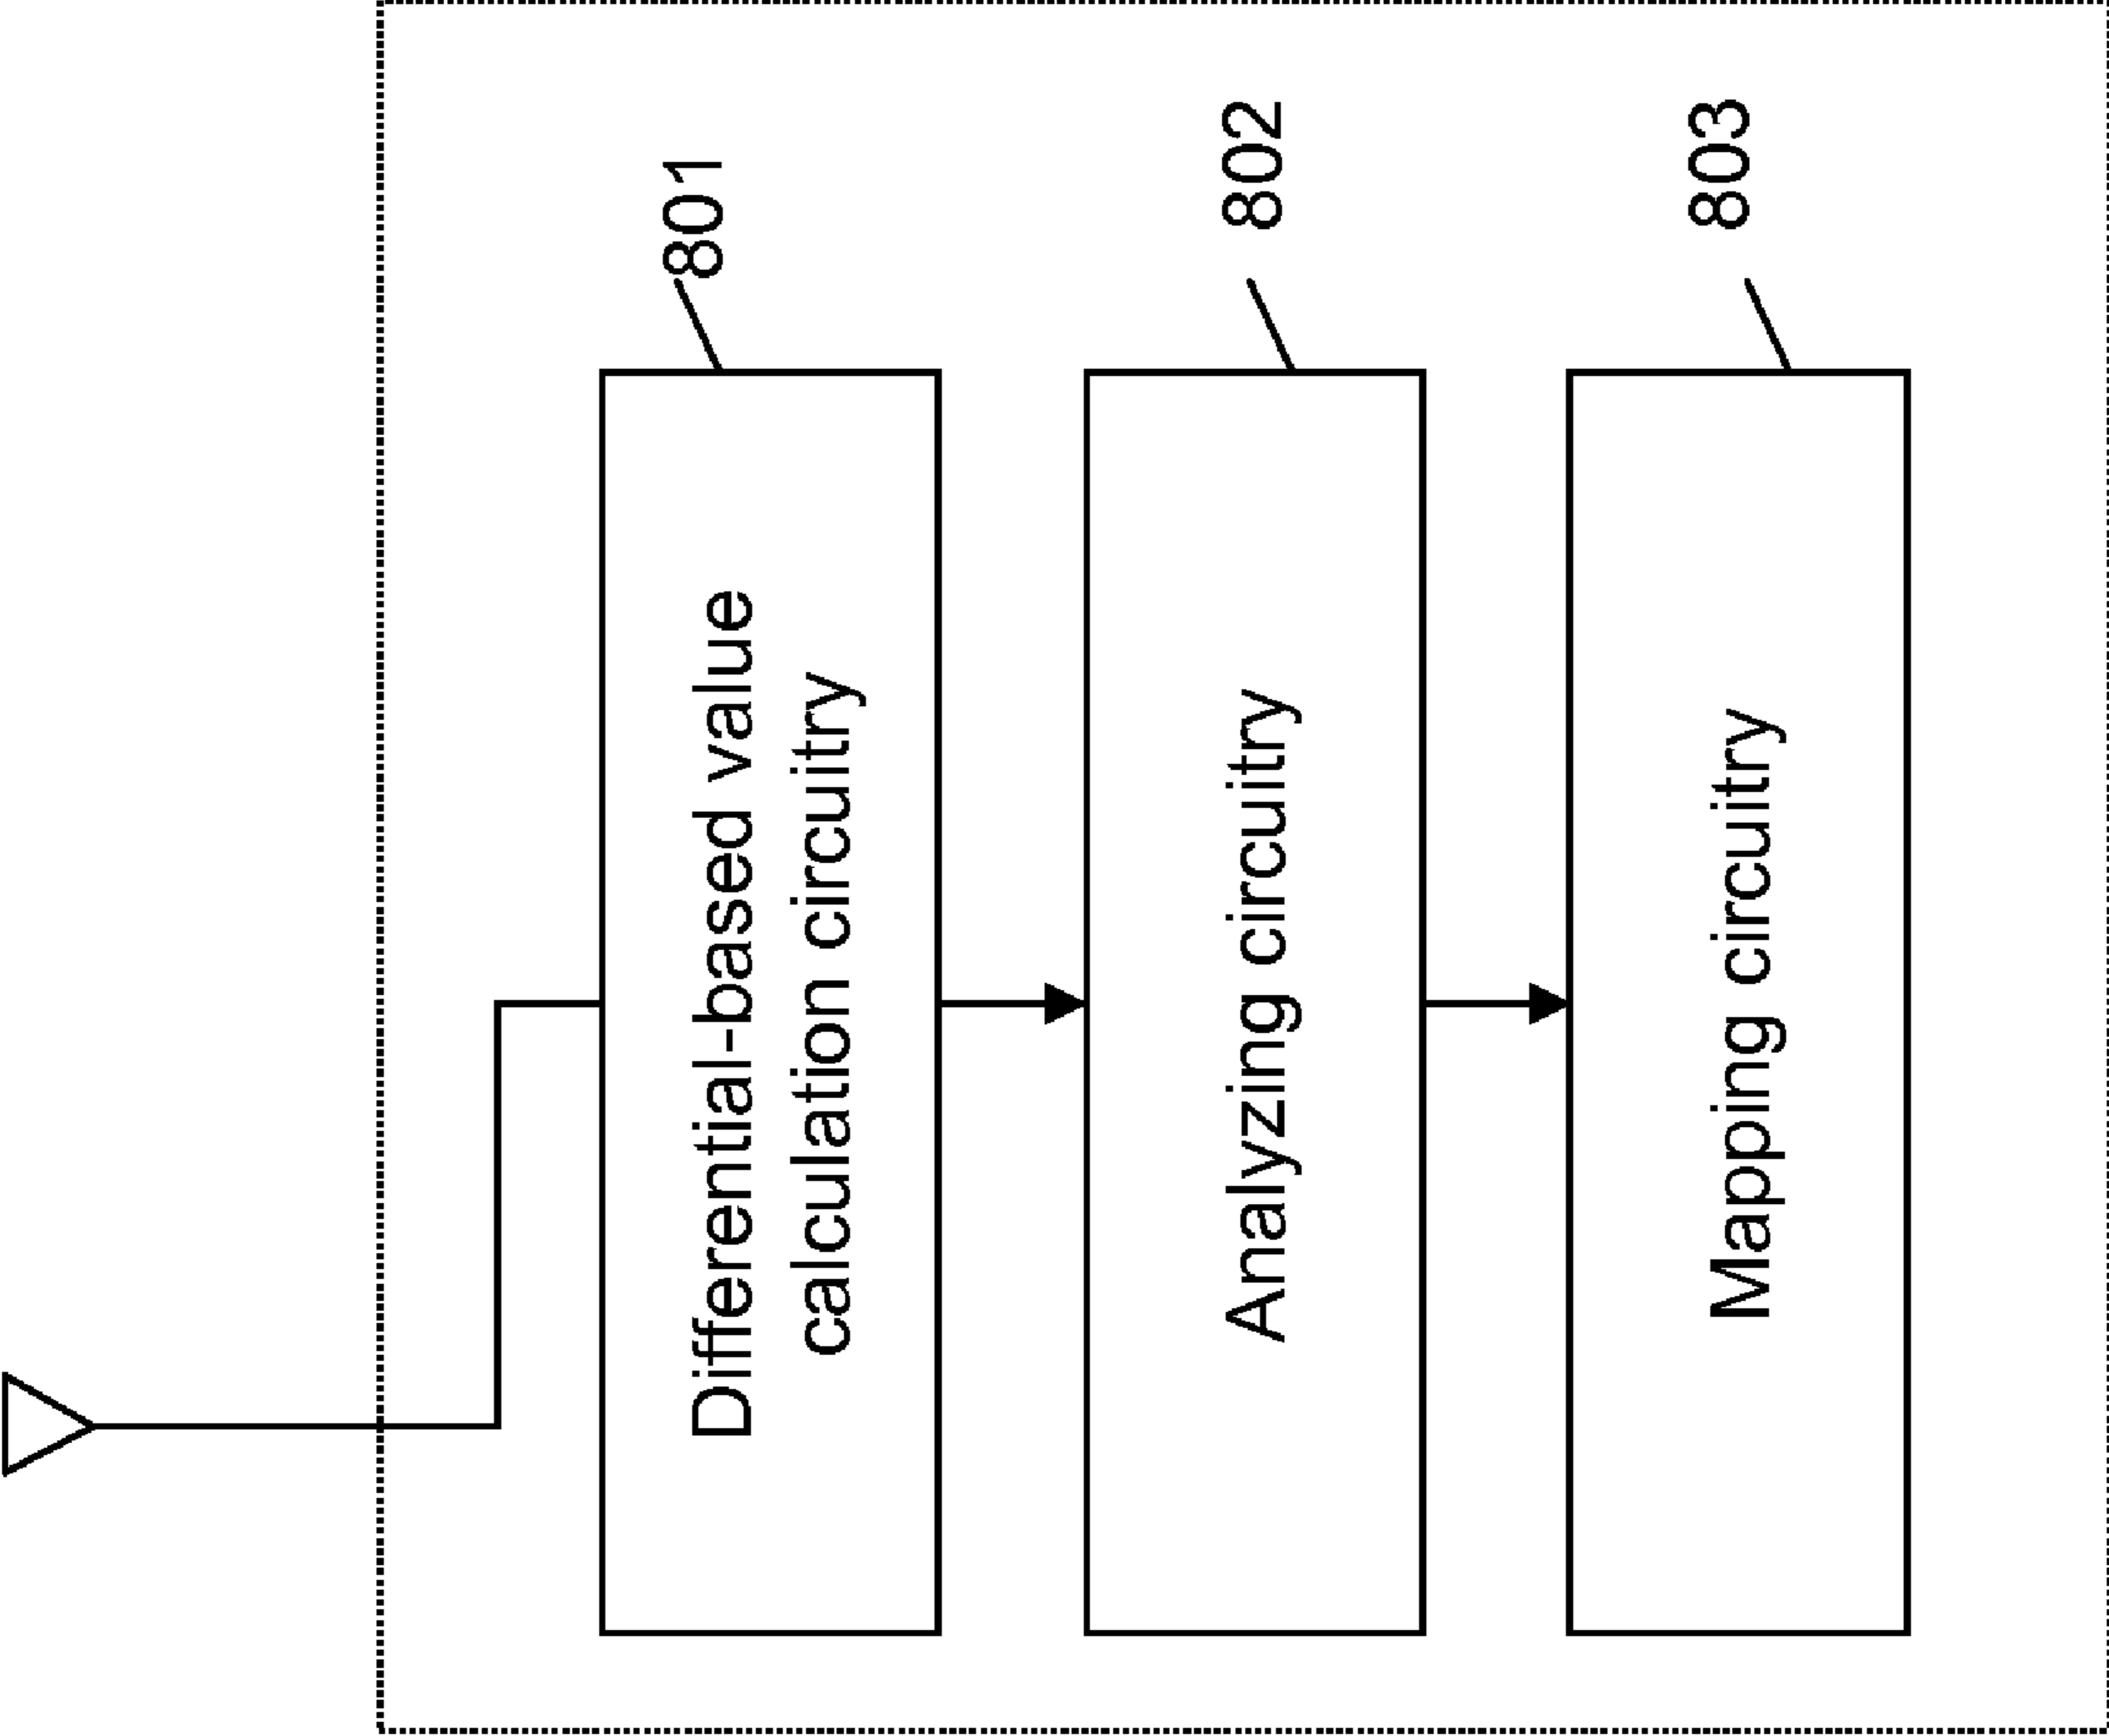 801
Differential-based value
calculation circuitry
802
Analyzing circuitry
803
Mapping circuitry